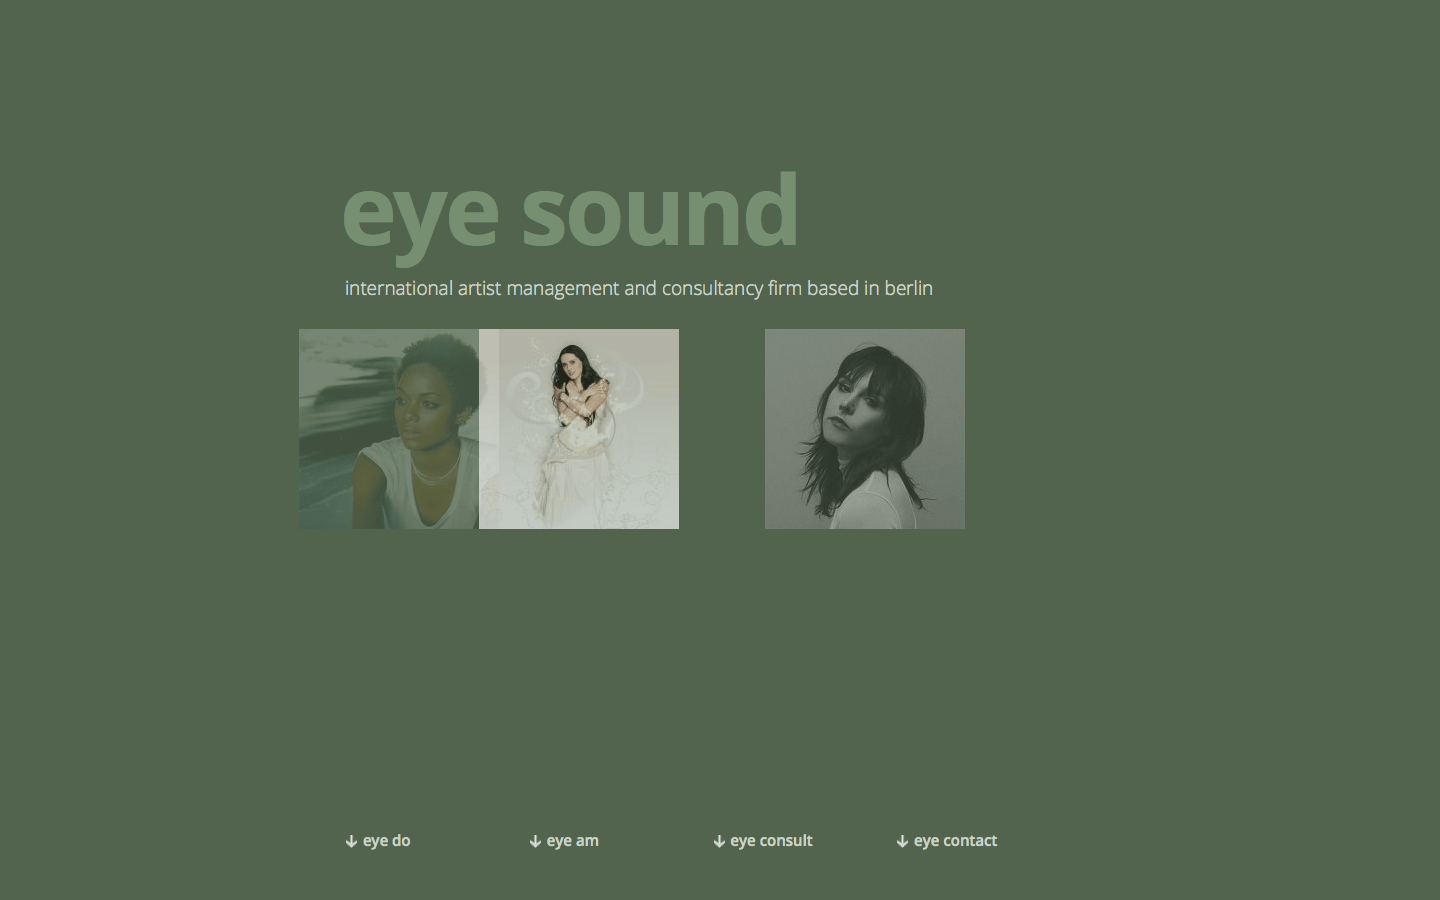 eye sound
international artist management and consultancy firm based in berlin
↓ eye do
↓ eye am
↓ eye consult
↓ eye contact